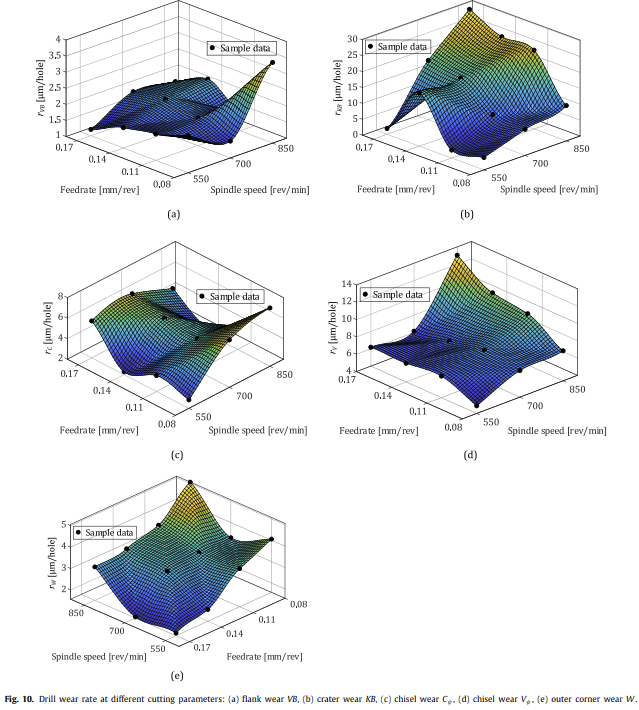 4
3.5
3
2.5
2
1.5
1
r_VB [μm/hole]
Sample data
0.17
0.14
0.11
0.08
Feedrate [mm/rev]
550
700
850
Spindle speed [rev/min]
(a)
30
25
20
15
10
5
0
r_KB [μm/hole]
Sample data
0.17
0.14
0.11
0.08
Feedrate [mm/rev]
550
700
850
Spindle speed [rev/min]
(b)
8
6
4
2
r_C [μm/hole]
Sample data
0.17
0.14
0.11
0.08
Feedrate [mm/rev]
550
700
850
Spindle speed [rev/min]
(c)
14
12
10
8
6
4
r_V [μm/hole]
Sample data
0.17
0.14
0.11
0.08
Feedrate [mm/rev]
550
700
850
Spindle speed [rev/min]
(d)
5
4
3
2
r_W [μm/hole]
Sample data
850
700
550
Spindle speed [rev/min]
0.17
0.14
0.11
0.08
Feedrate [mm/rev]
(e)
Fig. 10. Drill wear rate at different cutting parameters: (a) flank wear VB, (b) crater wear KB, (c) chisel wear C_ψ, (d) chisel wear V_ψ, (e) outer corner wear W.